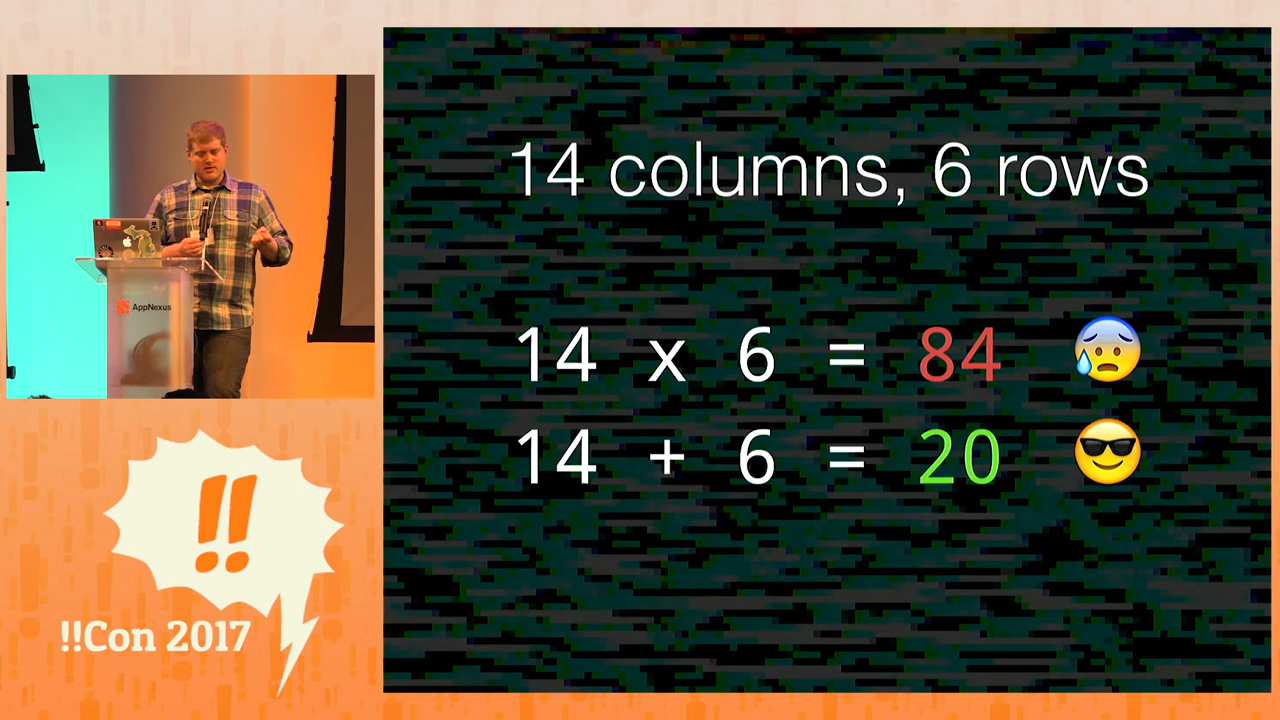 14 columns, 6 rows
14 x 6 = 84 😰
14 + 6 = 20 😎
AppNexus
!!
!!Con 2017